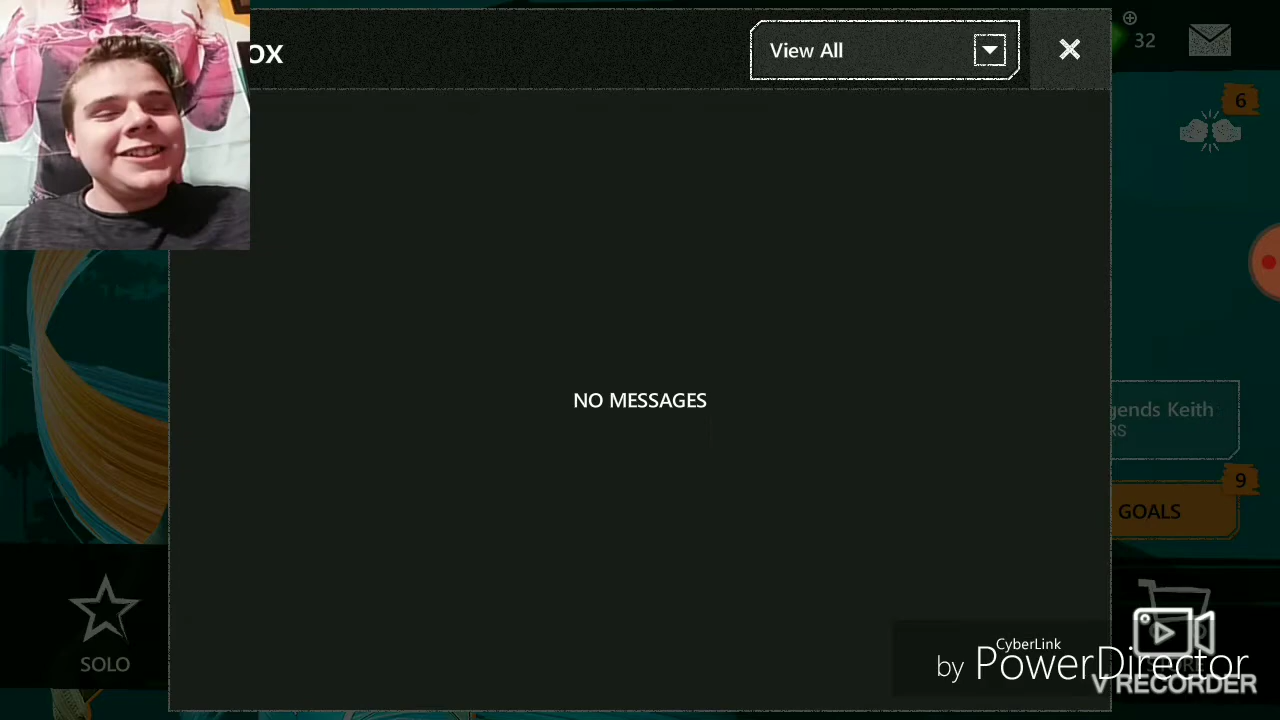 OX
View All
32
6
NO MESSAGES
gends Keith
RS
9
GOALS
SOLO
CyberLink
by PowerDirector
V RECORDER